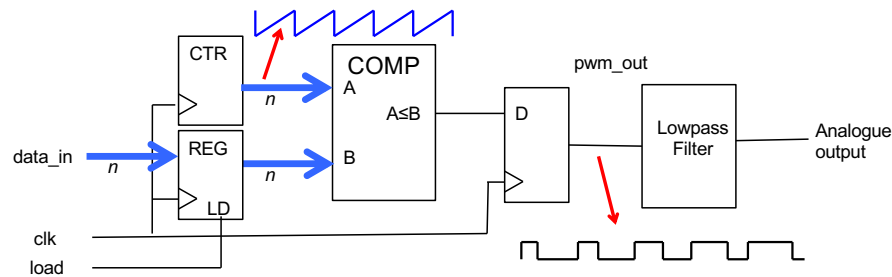 CTR
n
COMP
A
A≤B
B
data_in
n
REG
n
LD
clk
load
D
pwm_out
Lowpass
Filter
Analogue
output